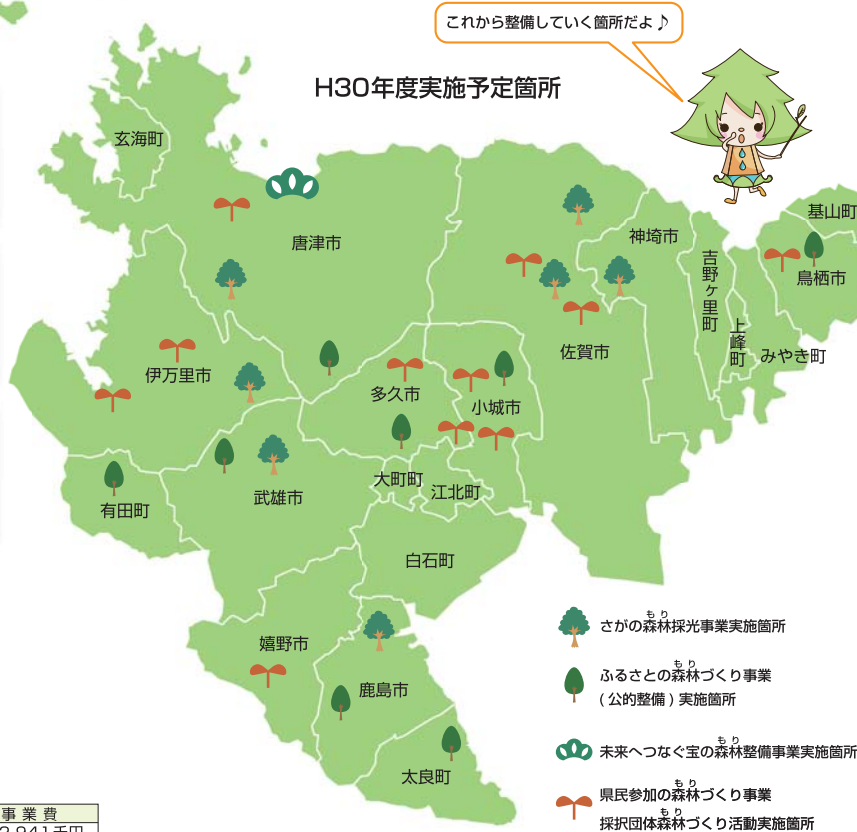 これから整備していく箇所だよ♪
H30年度実施予定箇所
玄海町
唐津市
神埼市
基山町
鳥栖市
吉野ヶ里町
上峰町
みやき町
佐賀市
伊万里市
多久市
小城市
大町町
江北町
武雄市
有田町
白石町
嬉野市
鹿島市
太良町
もり
さがの森林採光事業実施箇所
もり
ふるさとの森林づくり事業
(公的整備)実施箇所
もり
未来へつなぐ宝の森林整備事業実施箇所
もり
県民参加の森林づくり事業
もり
採択団体森林づくり活動実施箇所
事業費